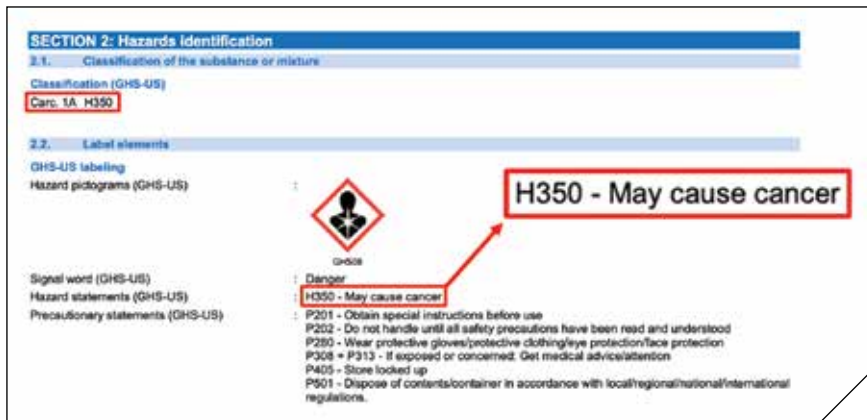 SECTION 2: Hazards identification
2.1. Classification of the substance or mixture
Classification (GHS-US)
Carc. 1A H350
2.2. Label elements
GHS-US labeling
Hazard pictograms (GHS-US) :
H350 - May cause cancer
GHS08
Signal word (GHS-US) : Danger
Hazard statements (GHS-US) : H350 - May cause cancer
Precautionary statements (GHS-US) : P201 - Obtain special instructions before use
P202 - Do not handle until all safety precautions have been read and understood
P280 - Wear protective gloves/protective clothing/eye protection/face protection
P308 + P313 - If exposed or concerned: Get medical advice/attention
P405 - Store locked up
P501 - Dispose of contents/container in accordance with local/regional/national/international
regulations.